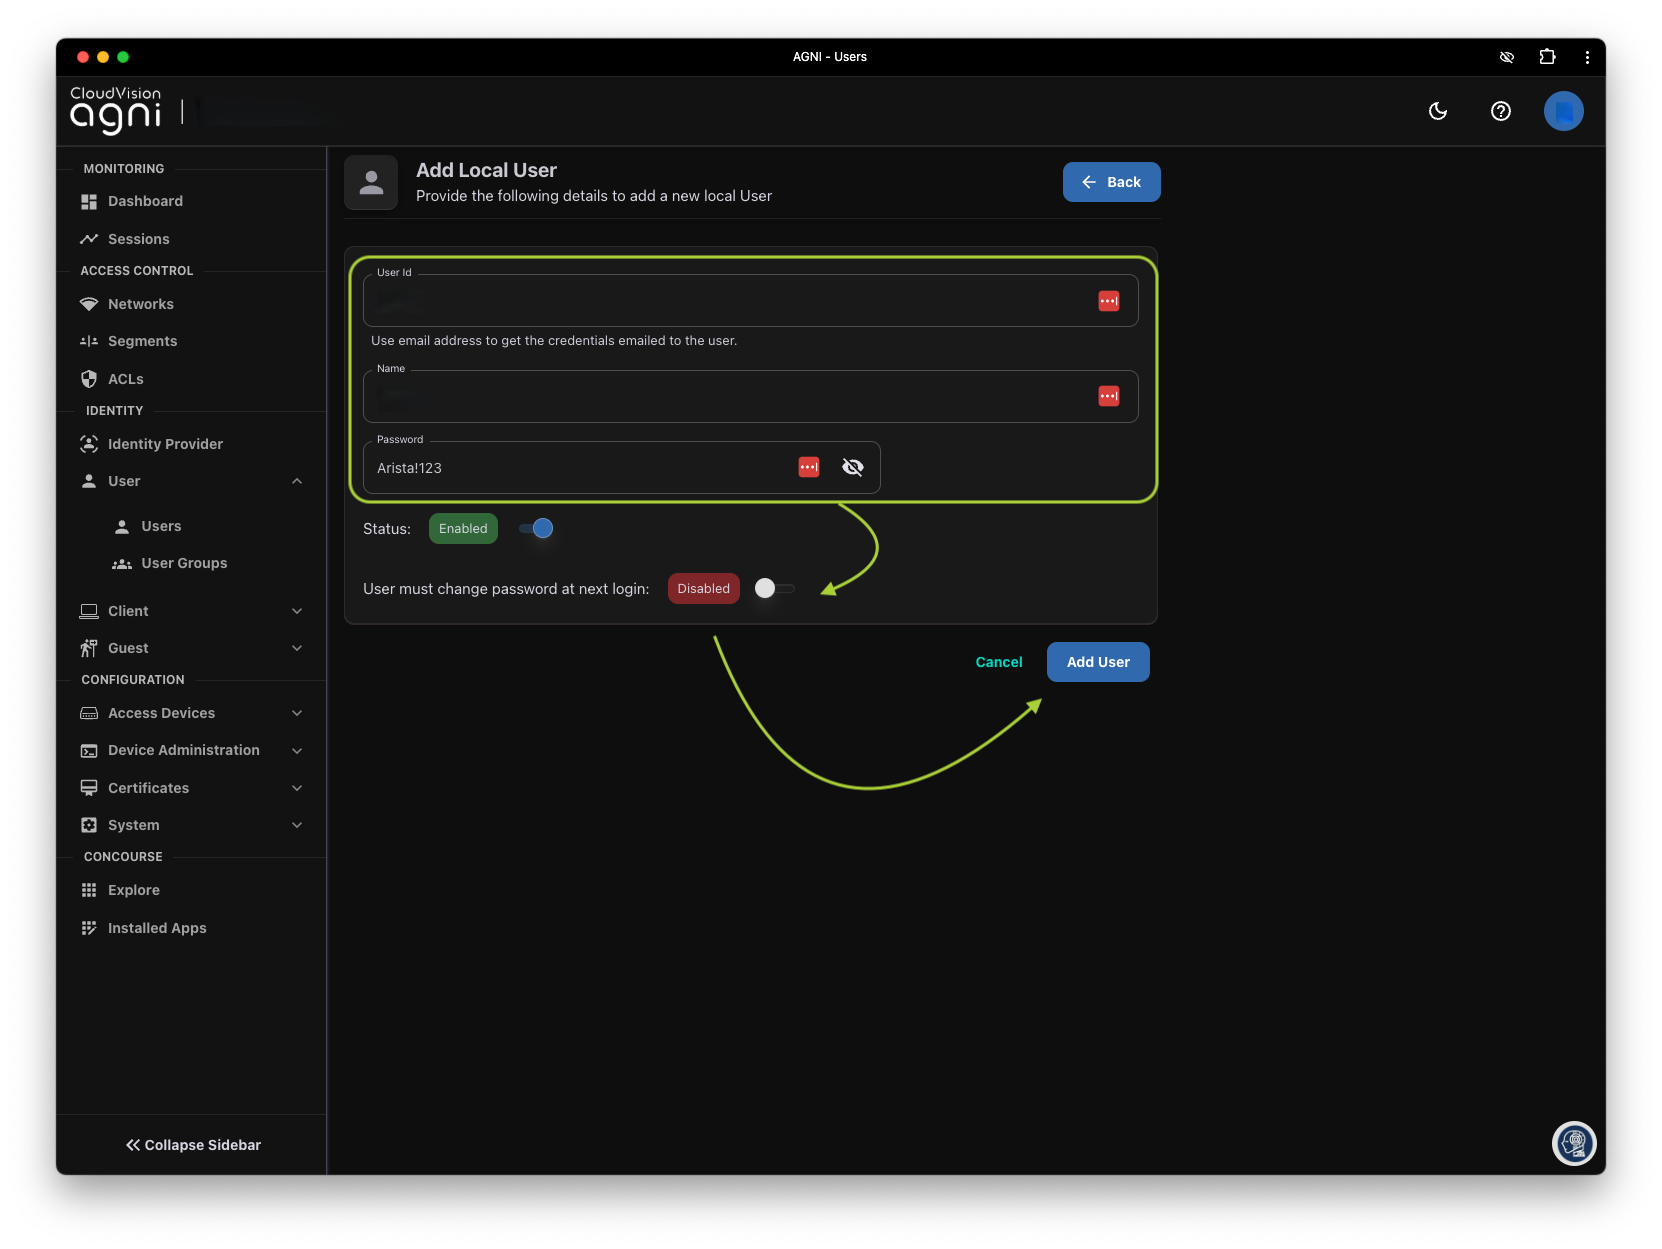 AGNI - Users
CloudVision
agni
MONITORING
Dashboard
Sessions
ACCESS CONTROL
Networks
Segments
ACLs
IDENTITY
Identity Provider
User
Users
User Groups
Client
Guest
CONFIGURATION
Access Devices
Device Administration
Certificates
System
CONCOURSE
Explore
Installed Apps
Collapse Sidebar
Add Local User
Provide the following details to add a new local User
Back
User Id
Use email address to get the credentials emailed to the user.
Name
Password
Arista!123
Status: Enabled
User must change password at next login: Disabled
Cancel Add User